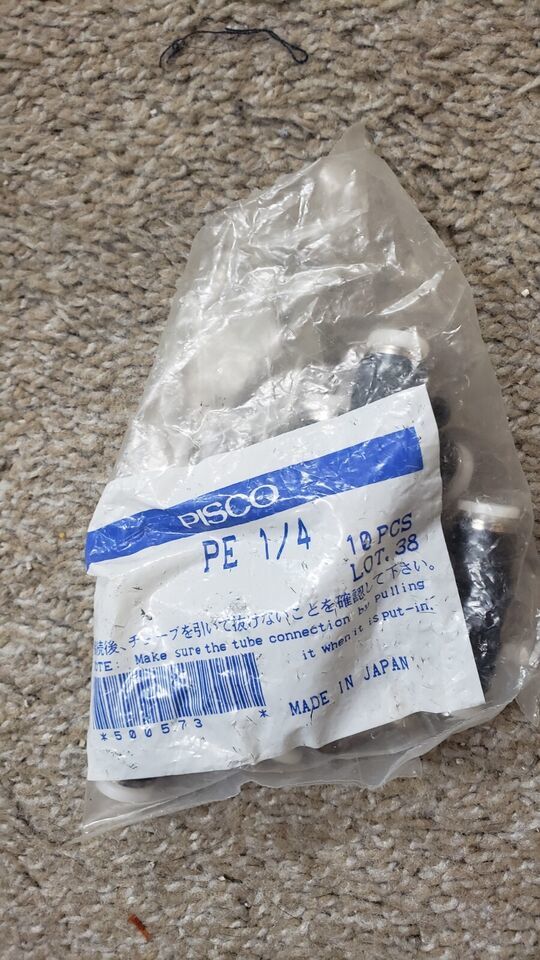 PISCO
PE 1/4 10PCS
LOT.38
続後、チューブを引いて抜けないことを確認して下さい。
TE: Make sure the tube connection by pulling
it when it is put-in.
*500573 *
MADE IN JAPAN